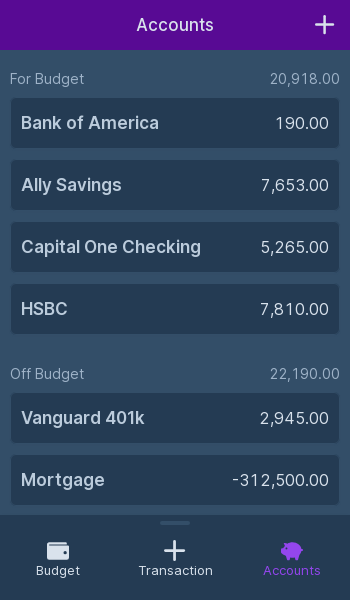 Accounts
For Budget 20,918.00
Bank of America 190.00
Ally Savings 7,653.00
Capital One Checking 5,265.00
HSBC 7,810.00
Off Budget 22,190.00
Vanguard 401k 2,945.00
Mortgage -312,500.00
Budget Transaction Accounts